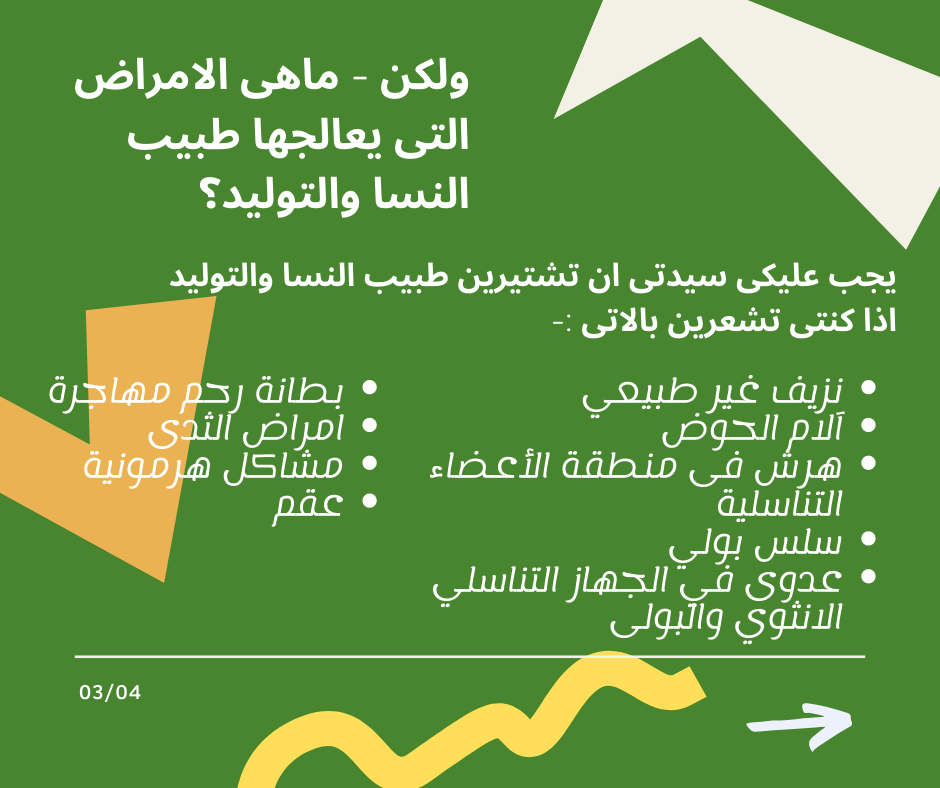 ولكن - ماهى الامراض
التى يعالجها طبيب
النسا والتوليد؟
يجب عليكى سيدتى ان تشتيرين طبيب النسا والتوليد
اذا كنتى تشعرين بالاتى :-
• نزيف غير طبيعي
• آلام الحوض
• هرش فى منطقة الأعضاء
التناسلية
• سلس بولي
• عدوى في الجهاز التناسلي
الانثوي والبولى
• بطانة رحم مهاجرة
• امراض الثدى
• مشاكل هرمونية
• عقم
03/04